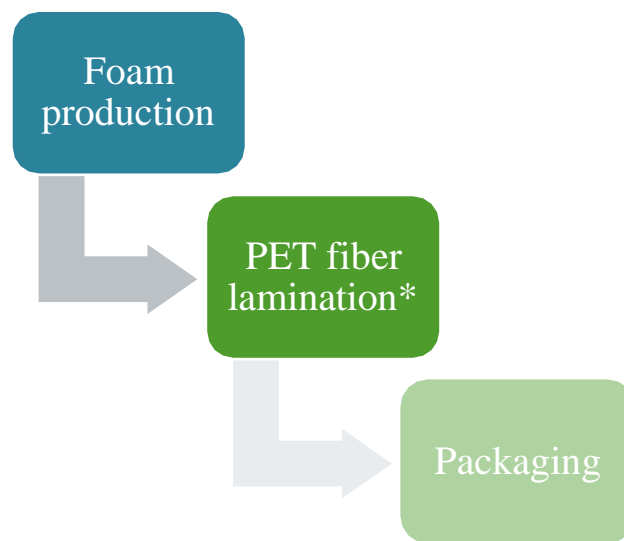 Foam
production
PET fiber
lamination*
Packaging